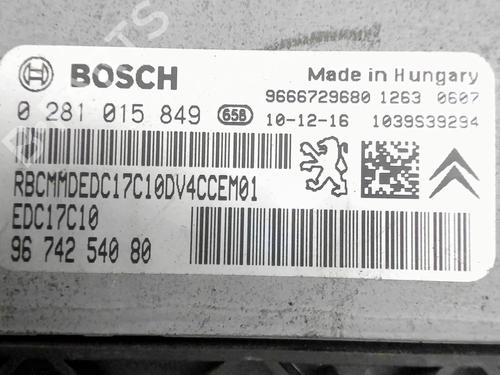 BOSCH
Made in Hungary
9666729680 1263 0607
0 281 015 849 658 10-12-16 1039S39294
RBCMMDEDC17C10DV4CCEM01
EDC17C10
96 742 540 80